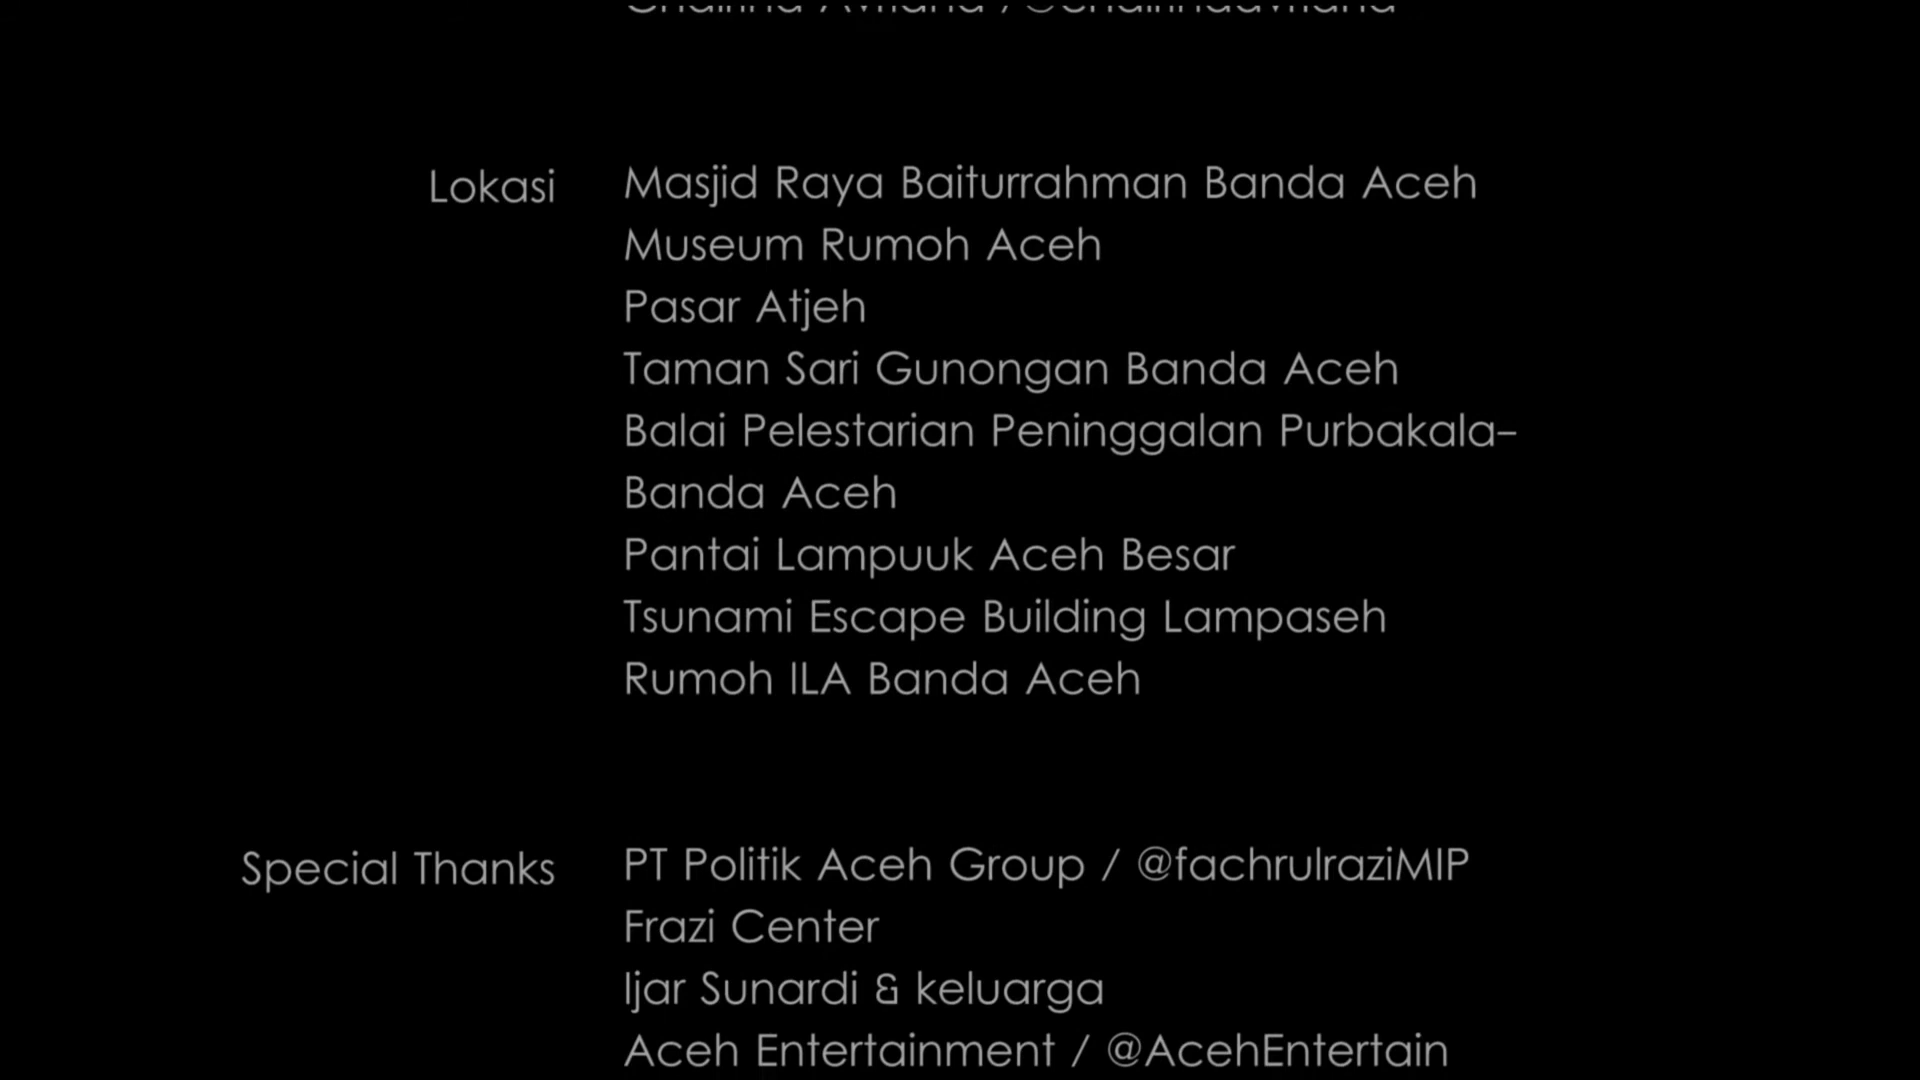 Lokasi Masjid Raya Baiturrahman Banda Aceh
Museum Rumoh Aceh
Pasar Atjeh
Taman Sari Gunongan Banda Aceh
Balai Pelestarian Peninggalan Purbakala–
Banda Aceh
Pantai Lampuuk Aceh Besar
Tsunami Escape Building Lampaseh
Rumoh ILA Banda Aceh
Special Thanks PT Politik Aceh Group / @fachrulraziMIP
Frazi Center
Ijar Sunardi & keluarga
Aceh Entertainment / @AcehEntertain